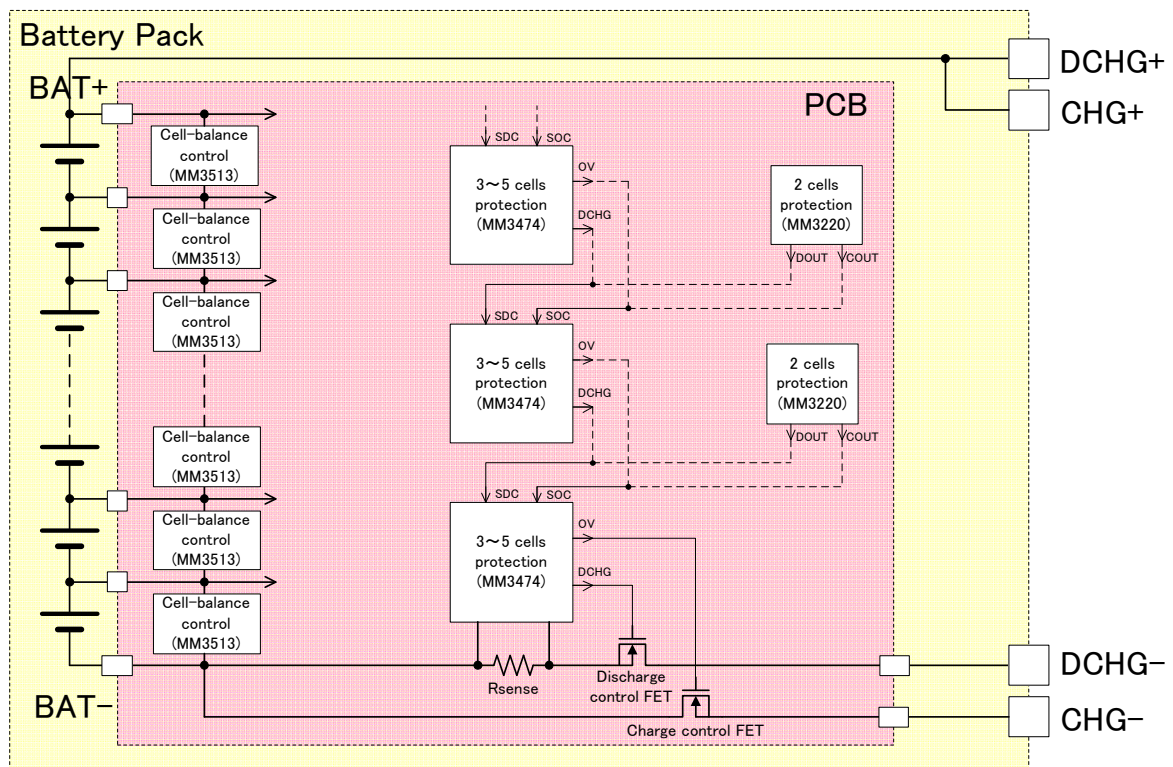 Battery Pack
DCHG+
CHG+
BAT+
PCB
Cell-balance
control
(MM3513)
Cell-balance
control
(MM3513)
Cell-balance
control
(MM3513)
Cell-balance
control
(MM3513)
Cell-balance
control
(MM3513)
Cell-balance
control
(MM3513)
SDC
SOC
3～5 cells
protection
(MM3474)
OV
DCHG
2 cells
protection
(MM3220)
DOUT
COUT
SDC
SOC
3～5 cells
protection
(MM3474)
OV
DCHG
2 cells
protection
(MM3220)
DOUT
COUT
SDC
SOC
3～5 cells
protection
(MM3474)
OV
DCHG
Rsense
Discharge
control FET
Charge control FET
BAT-
DCHG-
CHG-